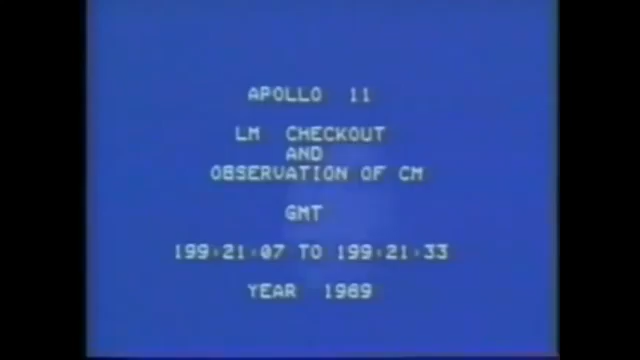 APOLLO 11
LM CHECKOUT
AND
OBSERVATION OF CM
GMT
199:21:07 TO 199:21:33
YEAR 1969